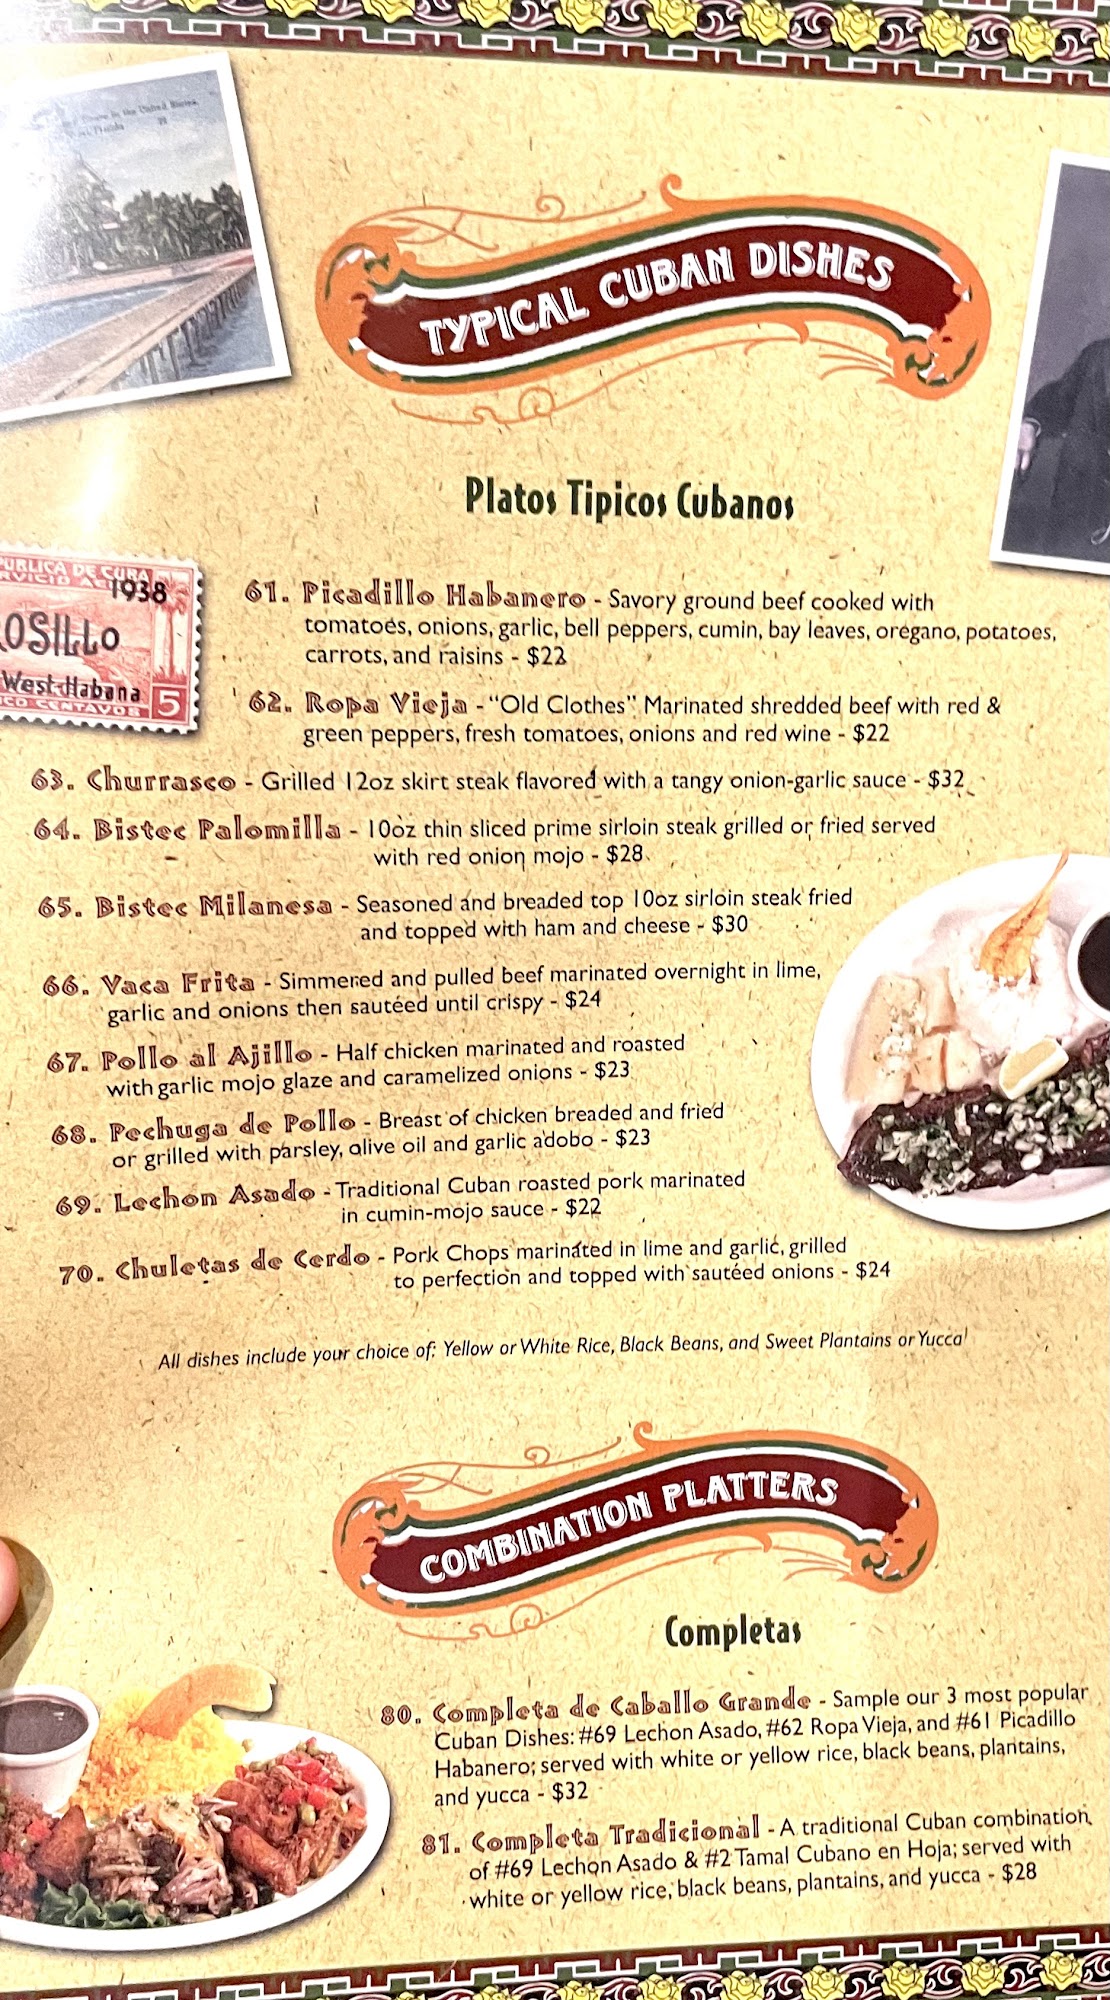 TYPICAL CUBAN DISHES
Platos Tipicos Cubanos
1938
OSILLO
West-Habana
5
61. Picadillo Habanero - Savory ground beef cooked with
tomatoes, onions, garlic, bell peppers, cumin, bay leaves, oregano, potatoes,
carrots, and raisins - $22
62. Ropa Vieja - "Old Clothes" Marinated shredded beef with red &
green peppers, fresh tomatoes, onions and red wine - $22
63. Churrasco - Grilled 12oz skirt steak flavored with a tangy onion-garlic sauce - $32
64. Bistec Palomilla - 10oz thin sliced prime sirloin steak grilled or fried served
with red onion mojo - $28
65. Bistec Milanesa - Seasoned and breaded top 10oz sirloin steak fried
and topped with ham and cheese - $30
66. Vaca Frita - Simmered and pulled beef marinated overnight in lime,
garlic and onions then sautéed until crispy - $24
67. Pollo al Ajillo - Half chicken marinated and roasted
with garlic mojo glaze and caramelized onions - $23
68. Pechuga de Pollo - Breast of chicken breaded and fried
or grilled with parsley, olive oil and garlic adobo - $23
69. Lechon Asado - Traditional Cuban roasted pork marinated
in cumin-mojo sauce - $22
70. Chuletas de Cerdo - Pork Chops marinated in lime and garlic, grilled
to perfection and topped with sautéed onions - $24
All dishes include your choice of: Yellow or White Rice, Black Beans, and Sweet Plantains or Yucca
COMBINATION PLATTERS
Completas
80. Completa de Caballo Grande - Sample our 3 most popular
Cuban Dishes: #69 Lechon Asado, #62 Ropa Vieja, and #61 Picadillo
Habanero; served with white or yellow rice, black beans, plantains,
and yucca - $32
81. Completa Tradicional - A traditional Cuban combination
of #69 Lechon Asado & #2 Tamal Cubano en Hoja; served with
white or yellow rice, black beans, plantains, and yucca - $28